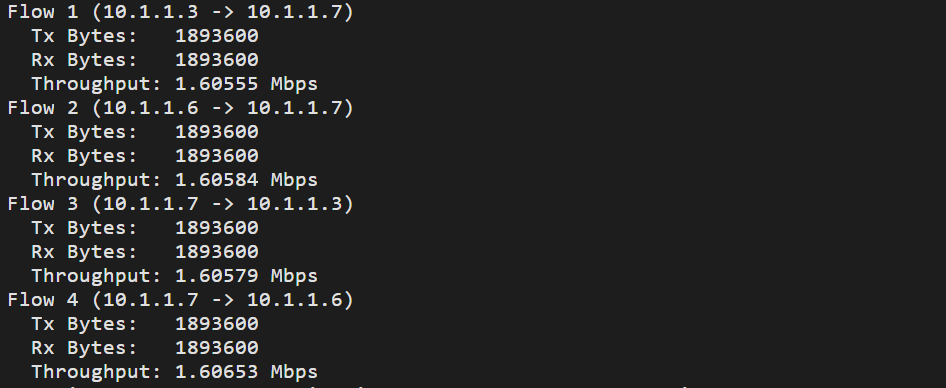 Flow 1 (10.1.1.3 -> 10.1.1.7)
  Tx Bytes:   1893600
  Rx Bytes:   1893600
  Throughput: 1.60555 Mbps
Flow 2 (10.1.1.6 -> 10.1.1.7)
  Tx Bytes:   1893600
  Rx Bytes:   1893600
  Throughput: 1.60584 Mbps
Flow 3 (10.1.1.7 -> 10.1.1.3)
  Tx Bytes:   1893600
  Rx Bytes:   1893600
  Throughput: 1.60579 Mbps
Flow 4 (10.1.1.7 -> 10.1.1.6)
  Tx Bytes:   1893600
  Rx Bytes:   1893600
  Throughput: 1.60653 Mbps